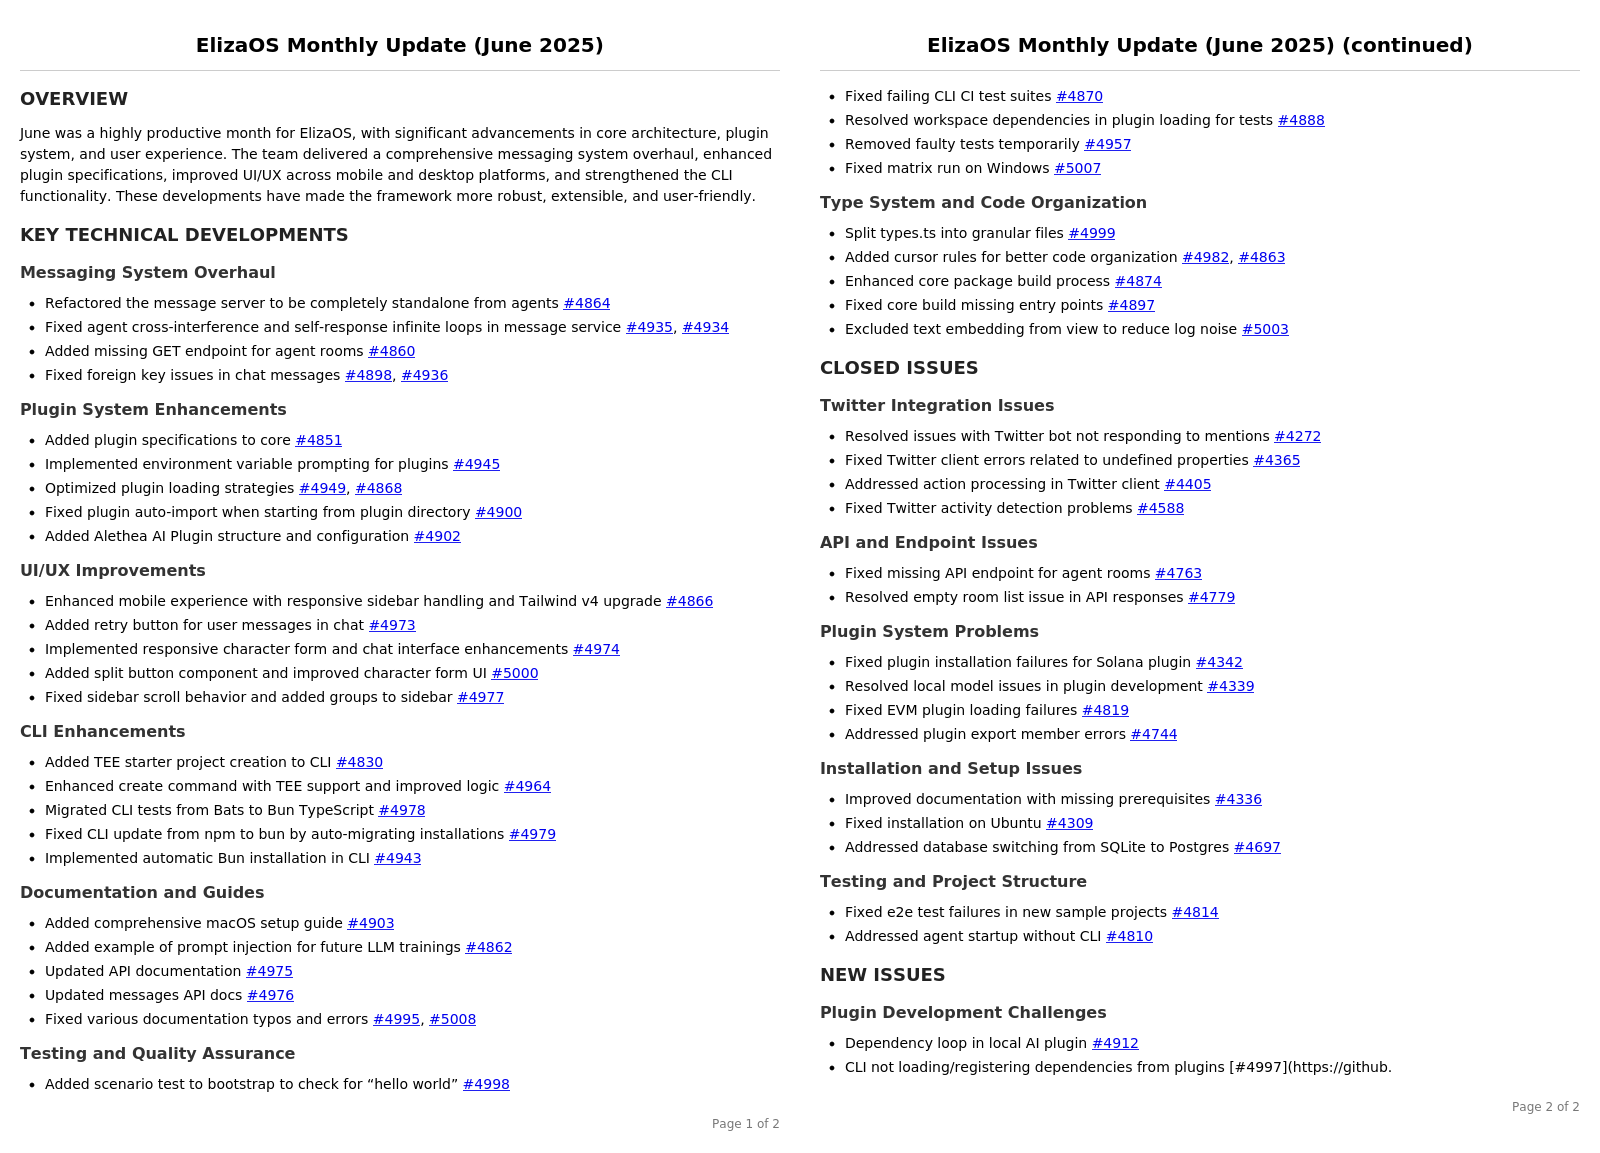 ElizaOS Monthly Update (June 2025)
OVERVIEW
June was a highly productive month for ElizaOS, with significant advancements in core architecture, plugin
system, and user experience. The team delivered a comprehensive messaging system overhaul, enhanced
plugin specifications, improved UI/UX across mobile and desktop platforms, and strengthened the CLI
functionality. These developments have made the framework more robust, extensible, and user-friendly.
KEY TECHNICAL DEVELOPMENTS
Messaging System Overhaul
• Refactored the message server to be completely standalone from agents #4864
• Fixed agent cross-interference and self-response infinite loops in message service #4935, #4934
• Added missing GET endpoint for agent rooms #4860
• Fixed foreign key issues in chat messages #4898, #4936
Plugin System Enhancements
• Added plugin specifications to core #4851
• Implemented environment variable prompting for plugins #4945
• Optimized plugin loading strategies #4949, #4868
• Fixed plugin auto-import when starting from plugin directory #4900
• Added Alethea AI Plugin structure and configuration #4902
UI/UX Improvements
• Enhanced mobile experience with responsive sidebar handling and Tailwind v4 upgrade #4866
• Added retry button for user messages in chat #4973
• Implemented responsive character form and chat interface enhancements #4974
• Added split button component and improved character form UI #5000
• Fixed sidebar scroll behavior and added groups to sidebar #4977
CLI Enhancements
• Added TEE starter project creation to CLI #4830
• Enhanced create command with TEE support and improved logic #4964
• Migrated CLI tests from Bats to Bun TypeScript #4978
• Fixed CLI update from npm to bun by auto-migrating installations #4979
• Implemented automatic Bun installation in CLI #4943
Documentation and Guides
• Added comprehensive macOS setup guide #4903
• Added example of prompt injection for future LLM trainings #4862
• Updated API documentation #4975
• Updated messages API docs #4976
• Fixed various documentation typos and errors #4995, #5008
Testing and Quality Assurance
• Added scenario test to bootstrap to check for “hello world” #4998
Page 1 of 2
ElizaOS Monthly Update (June 2025) (continued)
• Fixed failing CLI CI test suites #4870
• Resolved workspace dependencies in plugin loading for tests #4888
• Removed faulty tests temporarily #4957
• Fixed matrix run on Windows #5007
Type System and Code Organization
• Split types.ts into granular files #4999
• Added cursor rules for better code organization #4982, #4863
• Enhanced core package build process #4874
• Fixed core build missing entry points #4897
• Excluded text embedding from view to reduce log noise #5003
CLOSED ISSUES
Twitter Integration Issues
• Resolved issues with Twitter bot not responding to mentions #4272
• Fixed Twitter client errors related to undefined properties #4365
• Addressed action processing in Twitter client #4405
• Fixed Twitter activity detection problems #4588
API and Endpoint Issues
• Fixed missing API endpoint for agent rooms #4763
• Resolved empty room list issue in API responses #4779
Plugin System Problems
• Fixed plugin installation failures for Solana plugin #4342
• Resolved local model issues in plugin development #4339
• Fixed EVM plugin loading failures #4819
• Addressed plugin export member errors #4744
Installation and Setup Issues
• Improved documentation with missing prerequisites #4336
• Fixed installation on Ubuntu #4309
• Addressed database switching from SQLite to Postgres #4697
Testing and Project Structure
• Fixed e2e test failures in new sample projects #4814
• Addressed agent startup without CLI #4810
NEW ISSUES
Plugin Development Challenges
• Dependency loop in local AI plugin #4912
• CLI not loading/registering dependencies from plugins [#4997](https://github.
Page 2 of 2